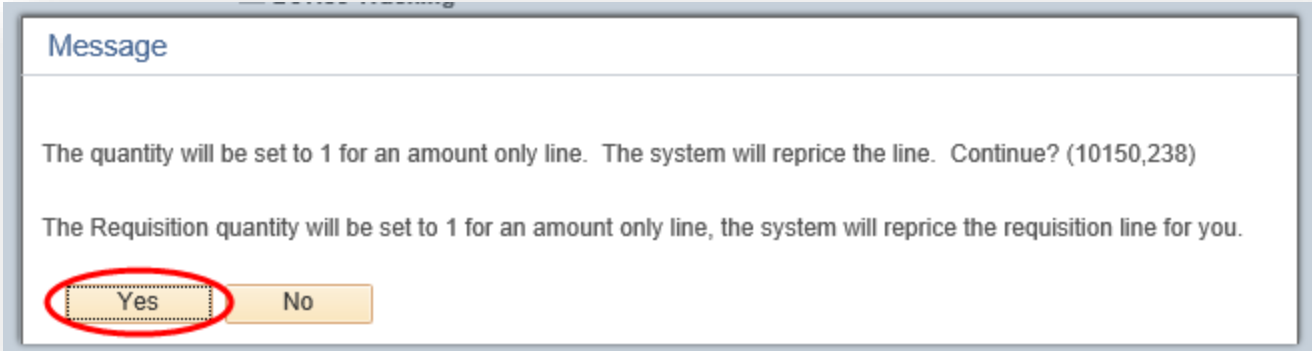 Message
The quantity will be set to 1 for an amount only line.  The system will reprice the line.  Continue? (10150,238)
The Requisition quantity will be set to 1 for an amount only line, the system will reprice the requisition line for you.
Yes No